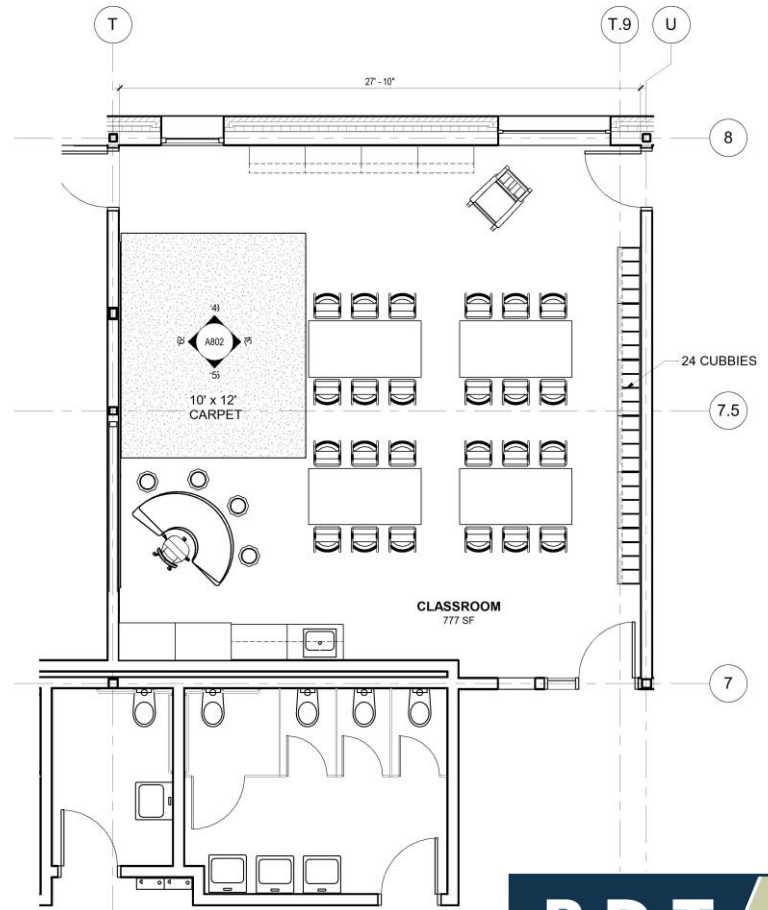 T
T.9
U
27' - 10"
8
A802
10' x 12'
CARPET
24 CUBBIES
7.5
CLASSROOM
777 SF
7